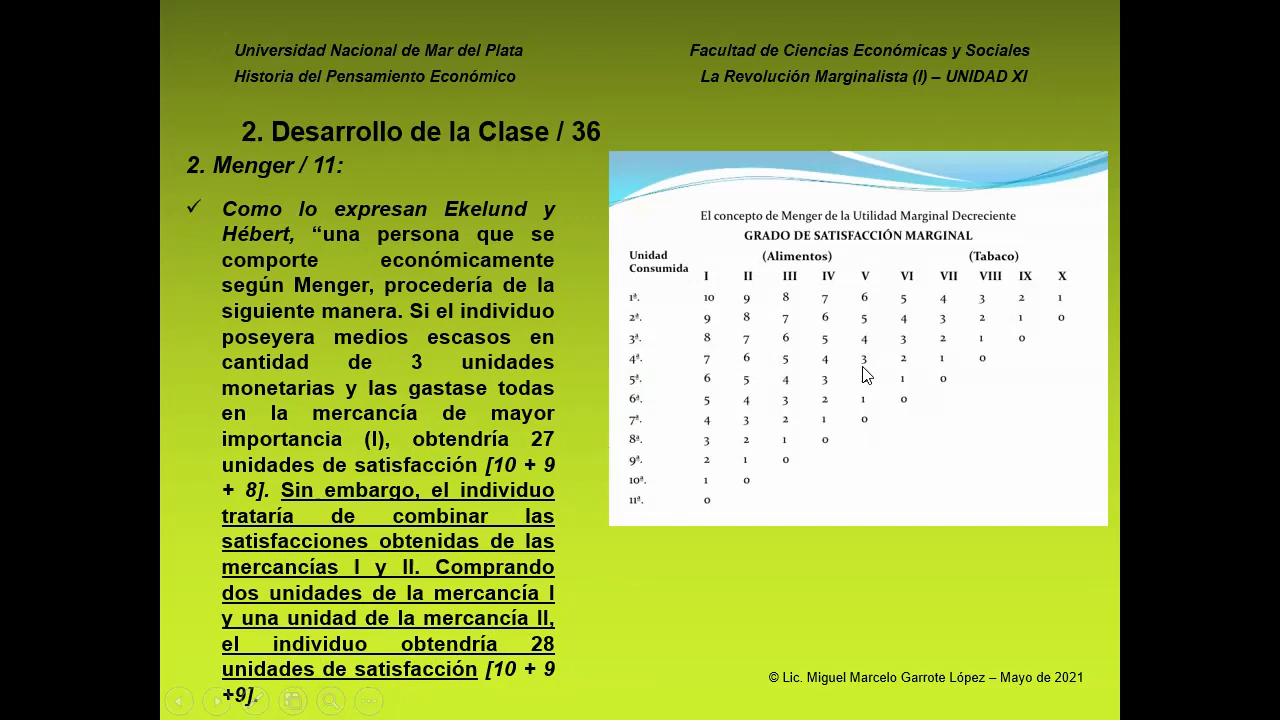 Universidad Nacional de Mar del Plata
Facultad de Ciencias Económicas y Sociales
Historia del Pensamiento Económico
La Revolución Marginalista (I) – UNIDAD XI
2. Desarrollo de la Clase / 36
2. Menger / 11:
Como lo expresan Ekelund y
Hébert, “una persona que se
comporte económicamente
según Menger, procedería de la
siguiente manera. Si el individuo
poseyera medios escasos en
cantidad de 3 unidades
monetarias y las gastase todas
en la mercancía de mayor
importancia (I), obtendría 27
unidades de satisfacción [10 + 9
+ 8]. Sin embargo, el individuo
trataría de combinar las
satisfacciones obtenidas de las
mercancías I y II. Comprando
dos unidades de la mercancía I
y una unidad de la mercancía II,
el individuo obtendría 28
unidades de satisfacción [10 + 9
+9].
El concepto de Menger de la Utilidad Marginal Decreciente
GRADO DE SATISFACCIÓN MARGINAL
Unidad Consumida (Alimentos) (Tabaco)
I II III IV V VI VII VIII IX X
1ª. 10 9 8 7 6 5 4 3 2 1
2ª. 9 8 7 6 5 4 3 2 1 0
3ª. 8 7 6 5 4 3 2 1 0
4ª. 7 6 5 4 3 2 1 0
5ª. 6 5 4 3 1 0
6ª. 5 4 3 2 1 0
7ª. 4 3 2 1 0
8ª. 3 2 1 0
9ª. 2 1 0
10ª. 1 0
11ª. 0
© Lic. Miguel Marcelo Garrote López – Mayo de 2021